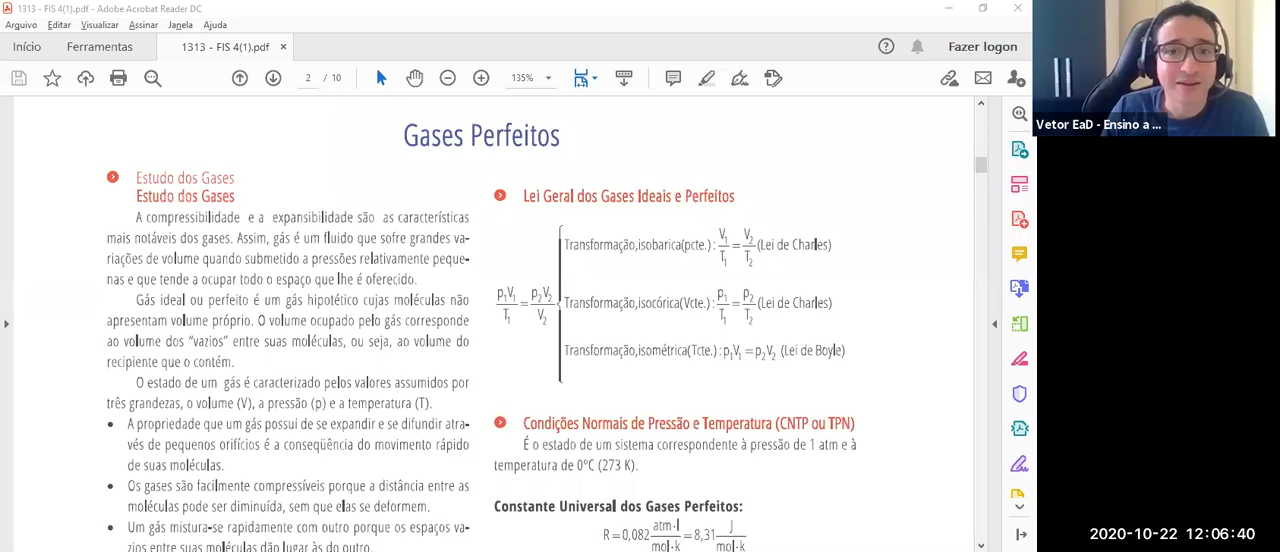 1313 - FIS 4(1).pdf - Adobe Acrobat Reader DC
Arquivo Editar Visualizar Assinar Janela Ajuda
Início Ferramentas 1313 - FIS 4(1).pdf × Fazer logon
2 / 10 135%
Vetor EaD - Ensino a ...
Gases Perfeitos
Estudo dos Gases
Estudo dos Gases
A compressibilidade e a expansibilidade são as características
mais notáveis dos gases. Assim, gás é um fluido que sofre grandes va-
riações de volume quando submetido a pressões relativamente peque-
nas e que tende a ocupar todo o espaço que lhe é oferecido.
Gás ideal ou perfeito é um gás hipotético cujas moléculas não
apresentam volume próprio. O volume ocupado pelo gás corresponde
ao volume dos “vazios” entre suas moléculas, ou seja, ao volume do
recipiente que o contém.
O estado de um gás é caracterizado pelos valores assumidos por
três grandezas, o volume (V), a pressão (p) e a temperatura (T).
• A propriedade que um gás possui de se expandir e se difundir atra-
vés de pequenos orifícios é a conseqüência do movimento rápido
de suas moléculas.
• Os gases são facilmente compressíveis porque a distância entre as
moléculas pode ser diminuída, sem que elas se deformem.
• Um gás mistura-se rapidamente com outro porque os espaços va-
zios entre suas moléculas dão lugar às do outro.
Lei Geral dos Gases Ideais e Perfeitos
p₁V₁/T₁ = p₂V₂/V₂
Transformação,isobarica(pcte.) : V₁/T₁ = V₂/T₂ (Lei de Charles)
Transformação,isocórica(Vcte.) : p₁/T₁ = p₂/T₂ (Lei de Charles)
Transformação,isométrica(Tcte.) : p₁V₁ = p₂V₂ (Lei de Boyle)
Condições Normais de Pressão e Temperatura (CNTP ou TPN)
É o estado de um sistema correspondente à pressão de 1 atm e à
temperatura de 0ºC (273 K).
Constante Universal dos Gases Perfeitos:
R = 0,082 atm·l/mol·k = 8,31 J/mol·k
2020-10-22 12:06:40